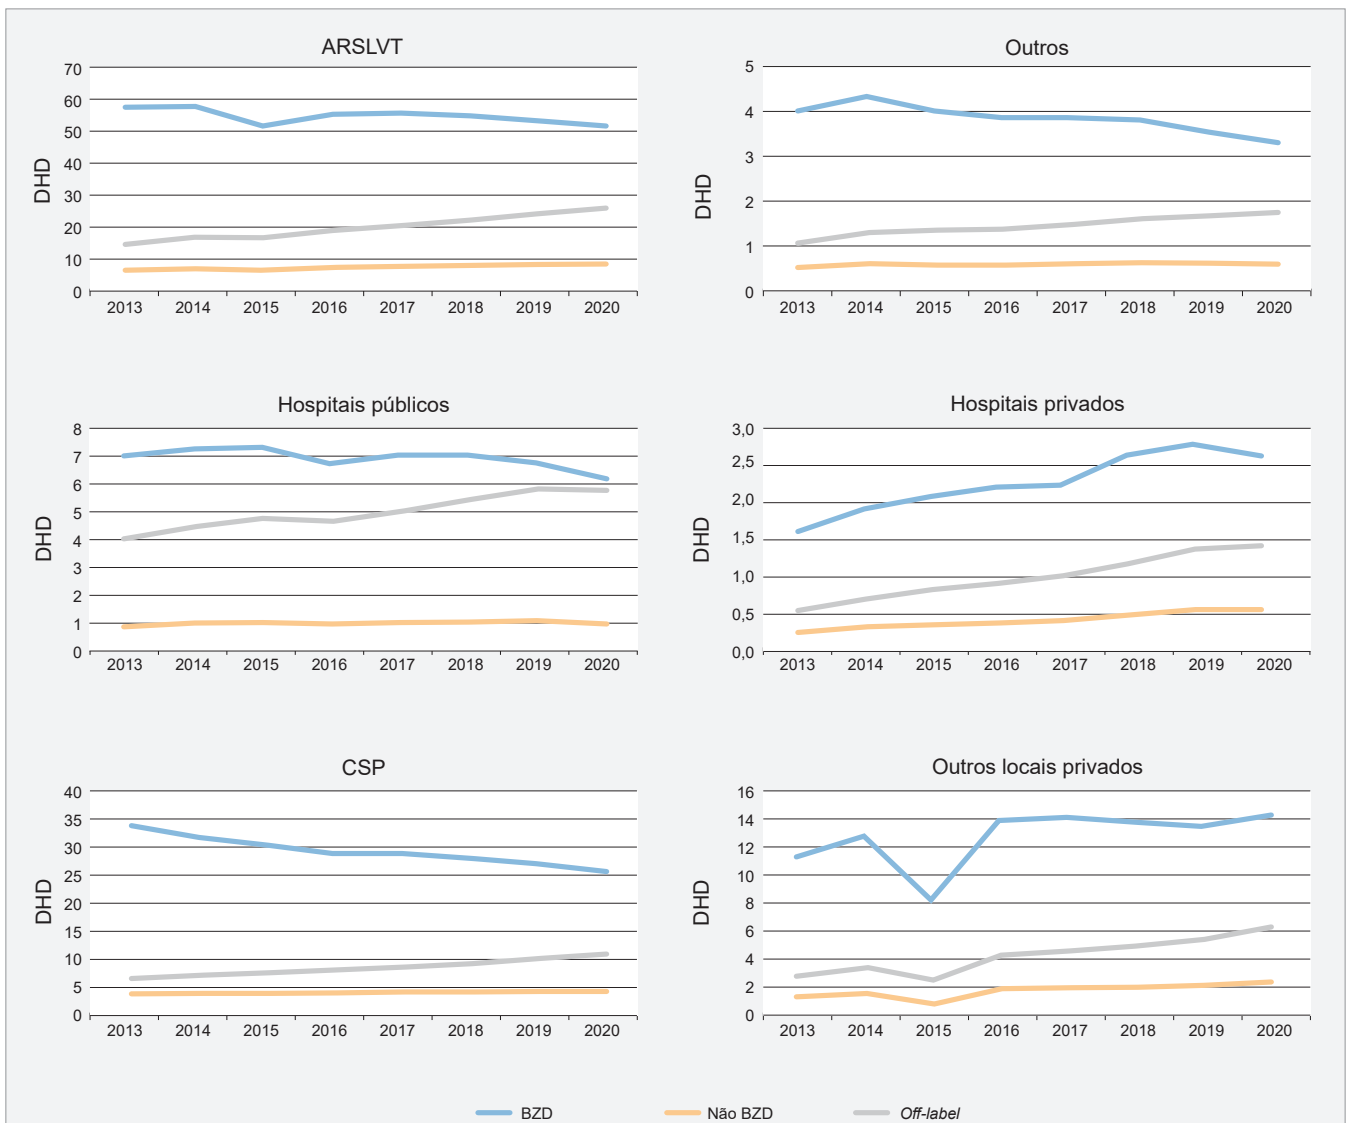 ARSLVT
DHD
70
60
50
40
30
20
10
0
2013 2014 2015 2016 2017 2018 2019 2020
Outros
DHD
5
4
3
2
1
0
2013 2014 2015 2016 2017 2018 2019 2020
Hospitais públicos
DHD
8
7
6
5
4
3
2
1
0
2013 2014 2015 2016 2017 2018 2019 2020
Hospitais privados
DHD
3,0
2,5
2,0
1,5
1,0
0,5
0,0
2013 2014 2015 2016 2017 2018 2019 2020
CSP
DHD
40
35
30
25
20
15
10
5
0
2013 2014 2015 2016 2017 2018 2019 2020
Outros locais privados
DHD
16
14
12
10
8
6
4
2
0
2013 2014 2015 2016 2017 2018 2019 2020
BZD Não BZD Off-label